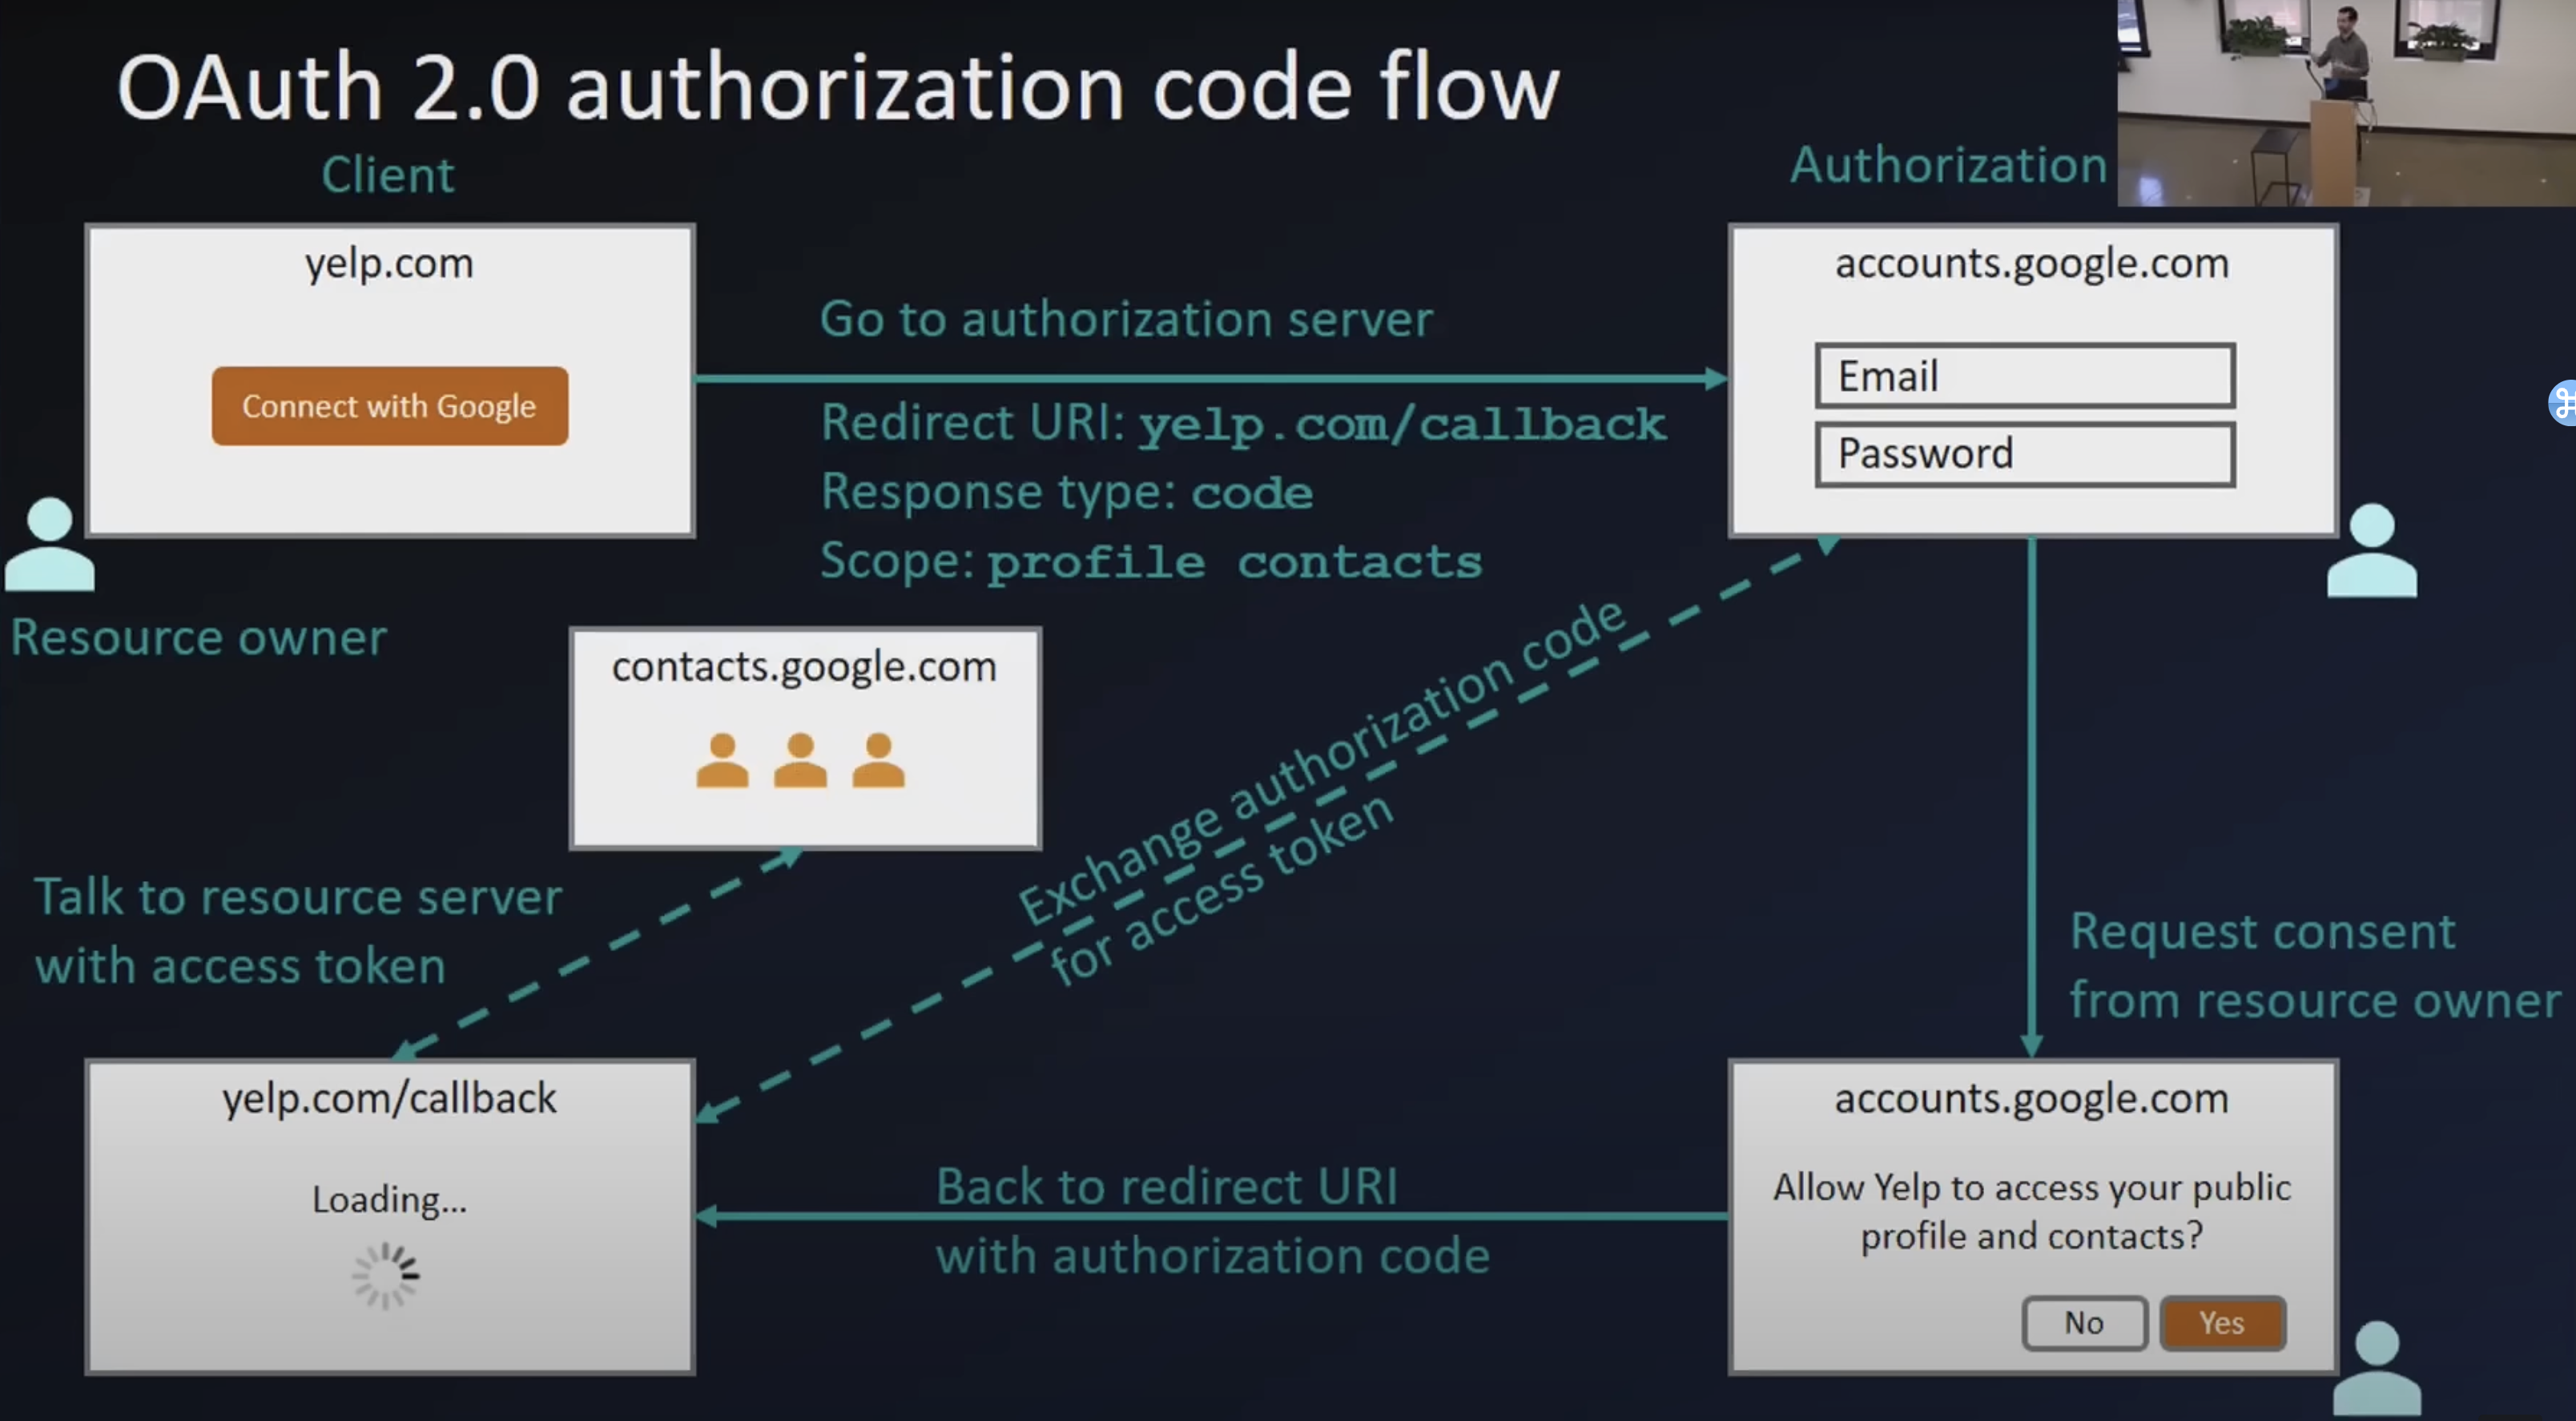 OAuth 2.0 authorization code flow
Client
Authorization
yelp.com
Connect with Google
Go to authorization server
Redirect URI: yelp.com/callback
Response type: code
Scope: profile contacts
accounts.google.com
Email
Password
Resource owner
contacts.google.com
Exchange authorization code
for access token
Talk to resource server
with access token
Request consent
from resource owner
yelp.com/callback
Loading...
Back to redirect URI
with authorization code
accounts.google.com
Allow Yelp to access your public
profile and contacts?
No
Yes